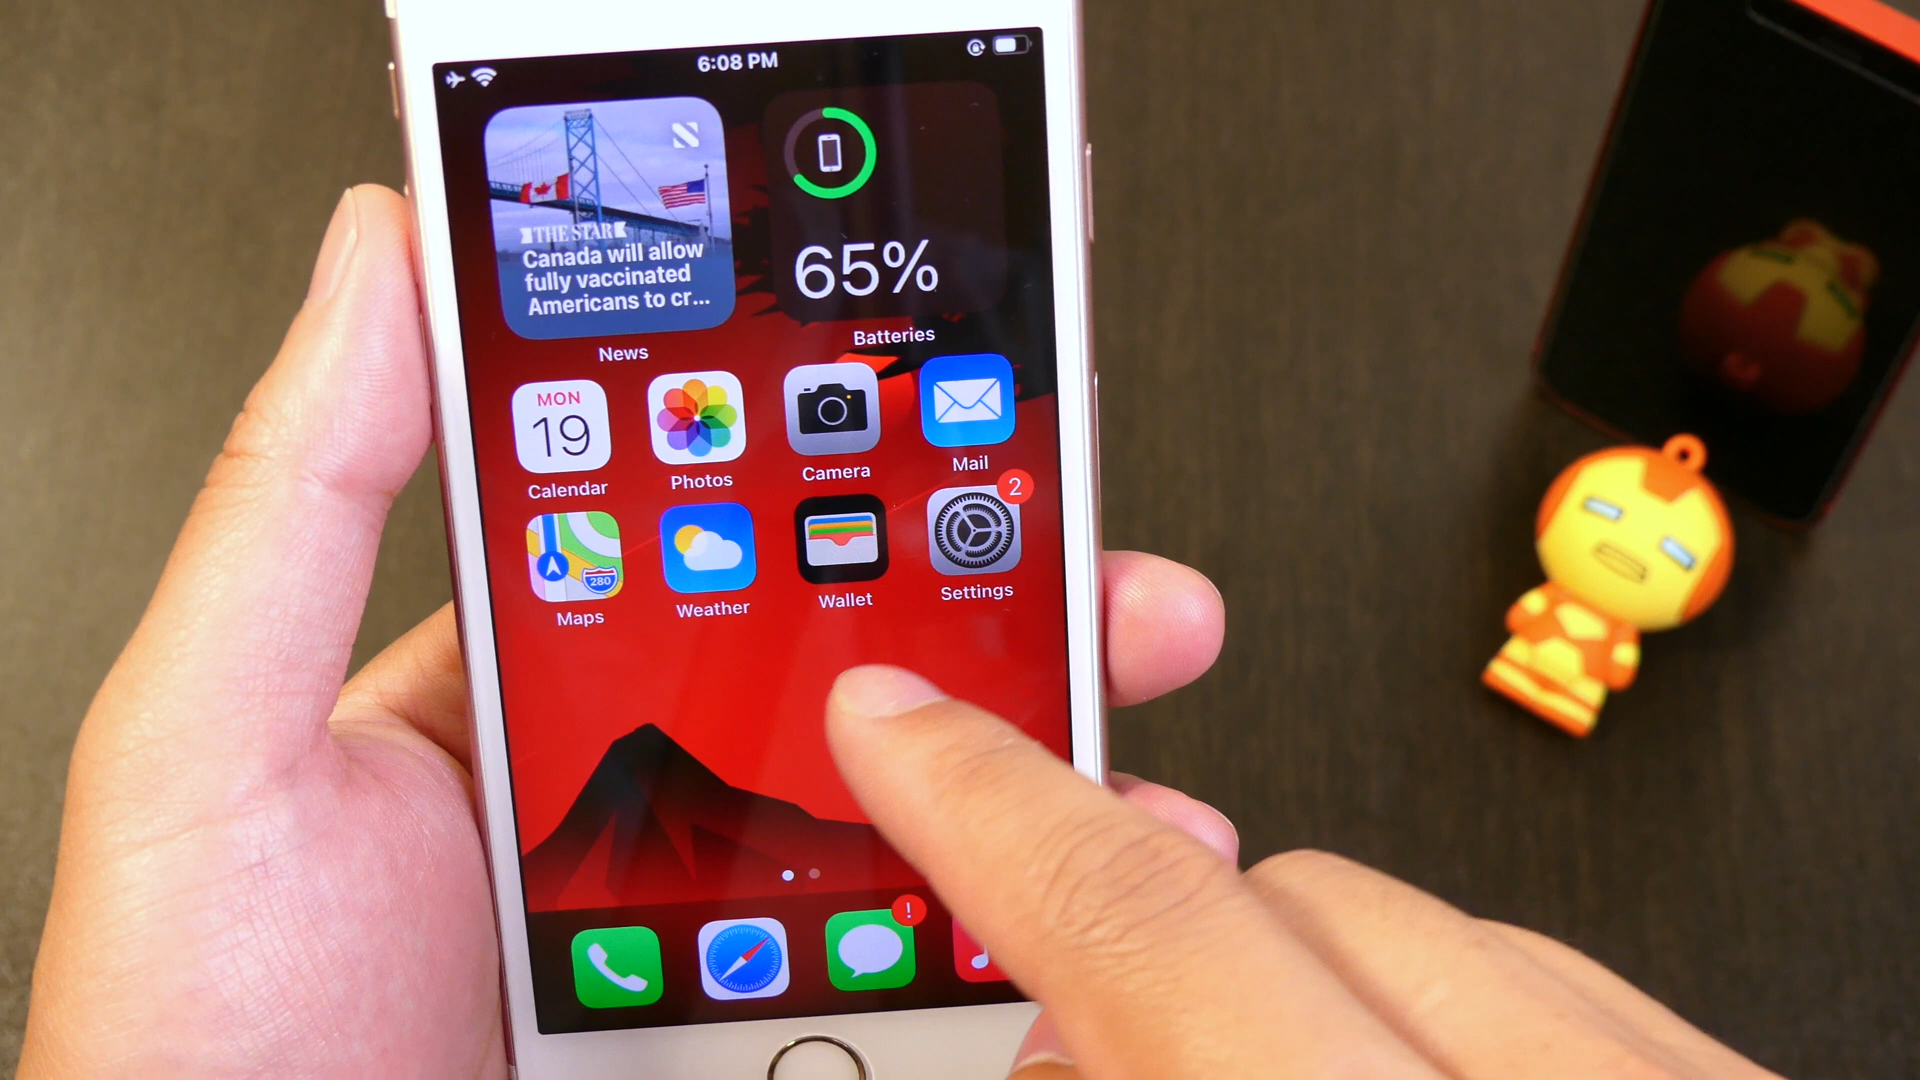 6:08 PM
THE STAR
Canada will allow
fully vaccinated
Americans to cr...
News
65%
Batteries
MON
19
Calendar
Photos
Camera
Mail
280
Maps
Weather
Wallet
2
Settings
!